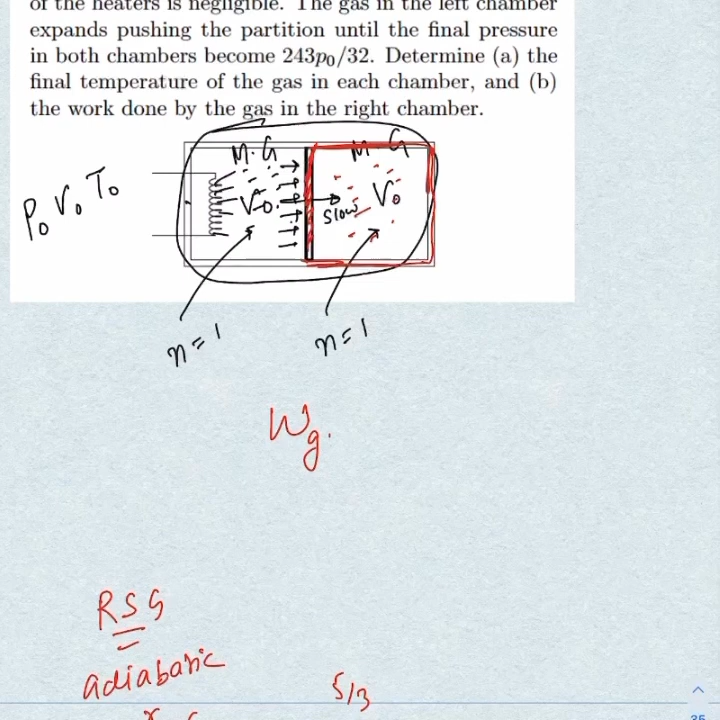 of the heaters is negligible. The gas in the left chamber
expands pushing the partition until the final pressure
in both chambers become 243p₀/32. Determine (a) the
final temperature of the gas in each chamber, and (b)
the work done by the gas in the right chamber.
M.G M.G
P₀ V₀ T₀
V₀ V₀
Slow
n = 1 n = 1
Wg.
RSG
adiabatic
5/3
35